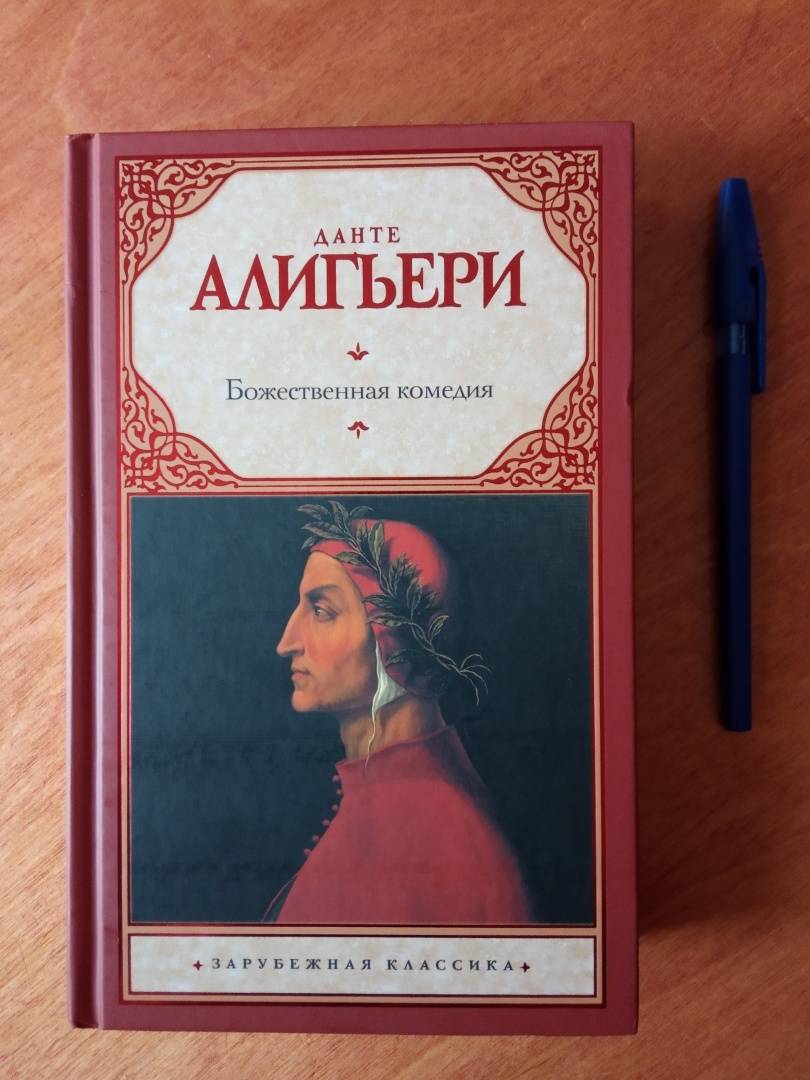 ДАНТЕ
АЛИГЬЕРИ
Божественная комедия
ЗАРУБЕЖНАЯ КЛАССИКА